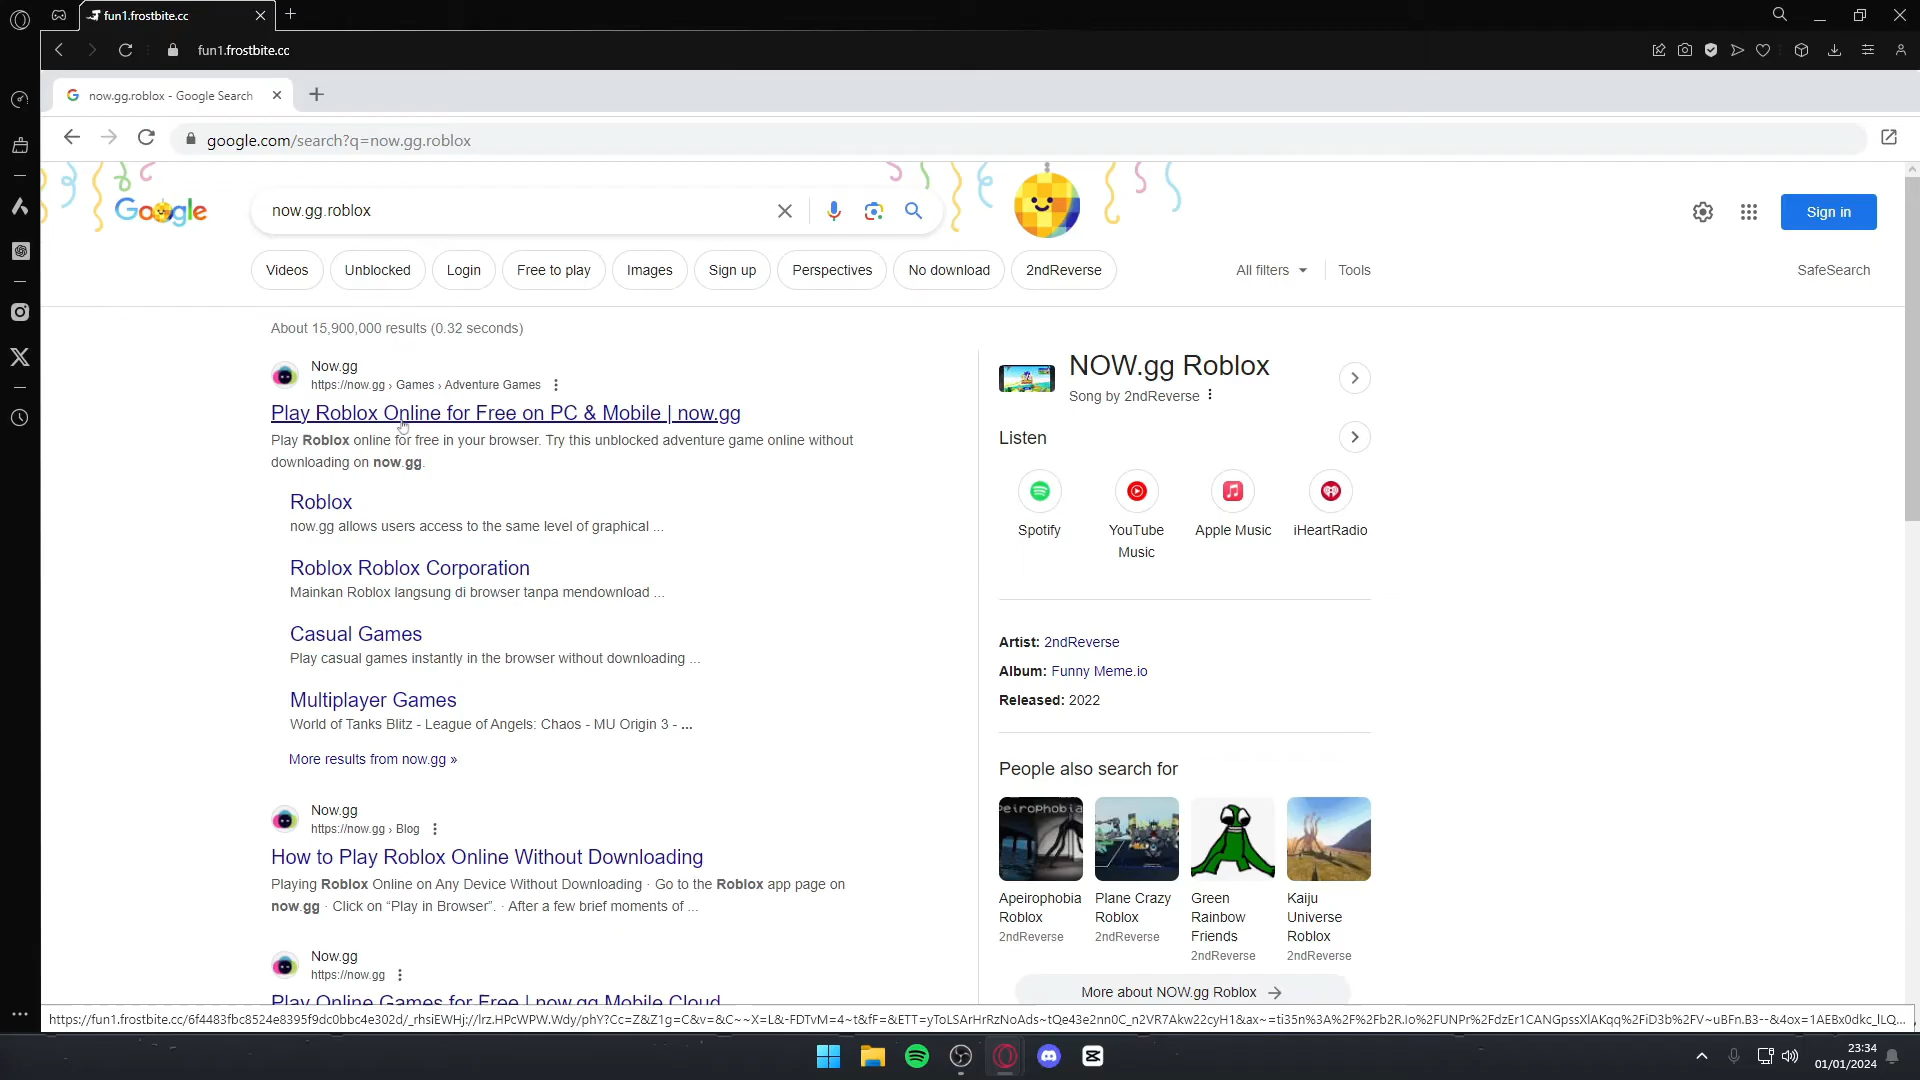 fun1.frostbite.cc
fun1.frostbite.cc
now.gg.roblox - Google Search
google.com/search?q=now.gg.roblox
Google
now.gg.roblox
Sign in
Videos
Unblocked
Login
Free to play
Images
Sign up
Perspectives
No download
2ndReverse
All filters
Tools
SafeSearch
About 15,900,000 results (0.32 seconds)
Now.gg
https://now.gg › Games › Adventure Games
Play Roblox Online for Free on PC & Mobile | now.gg
Play Roblox online for free in your browser. Try this unblocked adventure game online without
downloading on now.gg.
Roblox
now.gg allows users access to the same level of graphical ...
Roblox Roblox Corporation
Mainkan Roblox langsung di browser tanpa mendownload ...
Casual Games
Play casual games instantly in the browser without downloading ...
Multiplayer Games
World of Tanks Blitz - League of Angels: Chaos - MU Origin 3 - ...
More results from now.gg »
Now.gg
https://now.gg › Blog
How to Play Roblox Online Without Downloading
Playing Roblox Online on Any Device Without Downloading · Go to the Roblox app page on
now.gg · Click on “Play in Browser”. · After a few brief moments of ...
Now.gg
https://now.gg
Play Online Games for Free | now.gg Mobile Cloud
NOW.gg Roblox
Song by 2ndReverse
Listen
Spotify
YouTube
Music
Apple Music
iHeartRadio
Artist: 2ndReverse
Album: Funny Meme.io
Released: 2022
People also search for
Apeirophobia
Roblox
2ndReverse
Plane Crazy
Roblox
2ndReverse
Green
Rainbow
Friends
2ndReverse
Kaiju
Universe
Roblox
2ndReverse
More about NOW.gg Roblox
https://fun1.frostbite.cc/6f4483fbc8524e8395f9dc0bbc4e302d/_rhsiEWHj://lrz.HPcWPW.Wdy/phY?Cc=Z&Z1g=C&v=&C~~X=L&-FDTvM=4~t&fF=&ETT=yToLSArHrRzNoAds~tQe43e2nn0C_n2VR7Akw22cyH1&ax~=ti35n%3A%2F%2Fb2R.Io%2FUNPr%2FdzEr1CANGpssXlAKqq%2FiD3b%2FV~uBFn.B3--&4ox=1AEBx0dkc_lLQ...
23:34
01/01/2024